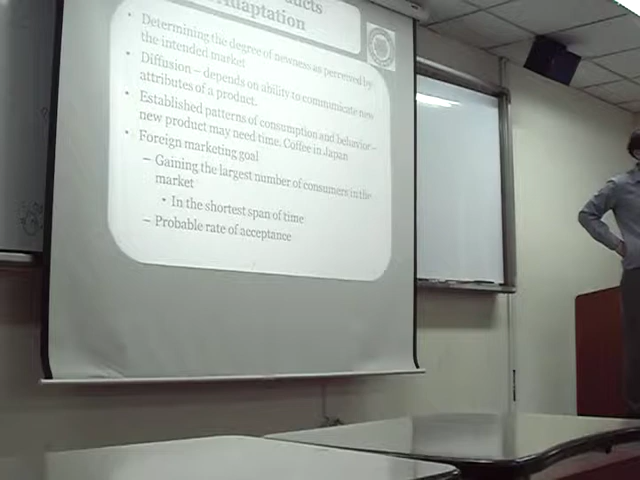 Adaptation
• Determining the degree of newness as perceived by
the intended market
• Diffusion – depends on ability to communicate new
attributes of a product.
• Established patterns of consumption and behavior –
new product may need time. Coffee in Japan
• Foreign marketing goal
– Gaining the largest number of consumers in the
market
• In the shortest span of time
– Probable rate of acceptance